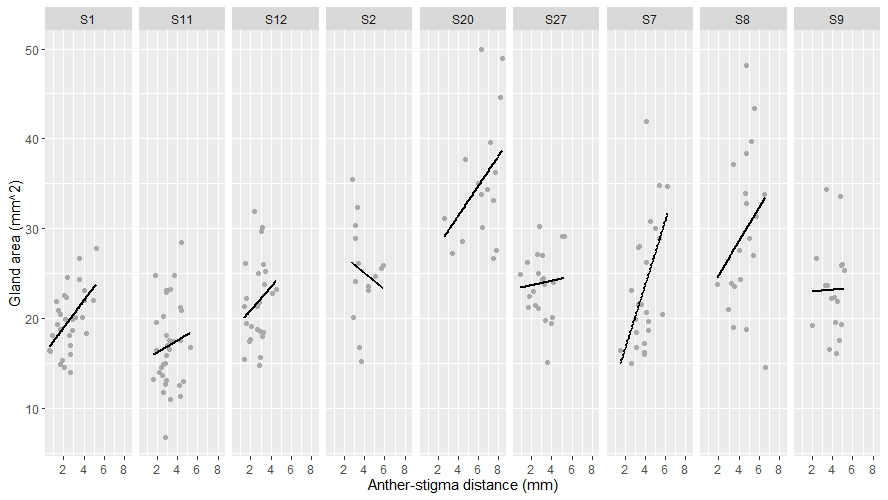 S1 S11 S12 S2 S20 S27 S7 S8 S9
50
40
30
20
10
Gland area (mm^2)
2 4 6 8 2 4 6 8 2 4 6 8 2 4 6 8 2 4 6 8 2 4 6 8 2 4 6 8 2 4 6 8 2 4 6 8
Anther-stigma distance (mm)